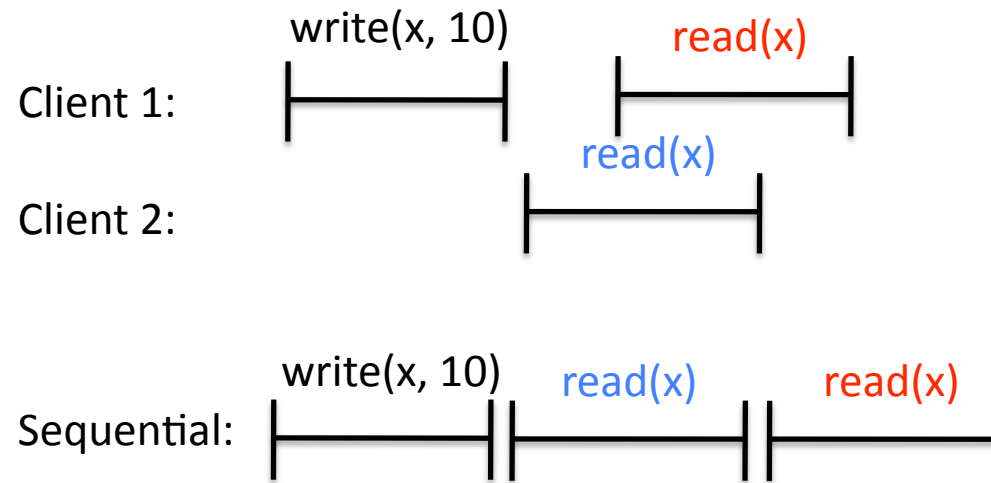 write(x, 10) read(x)
Client 1:
read(x)
Client 2:
write(x, 10) read(x) read(x)
Sequential: